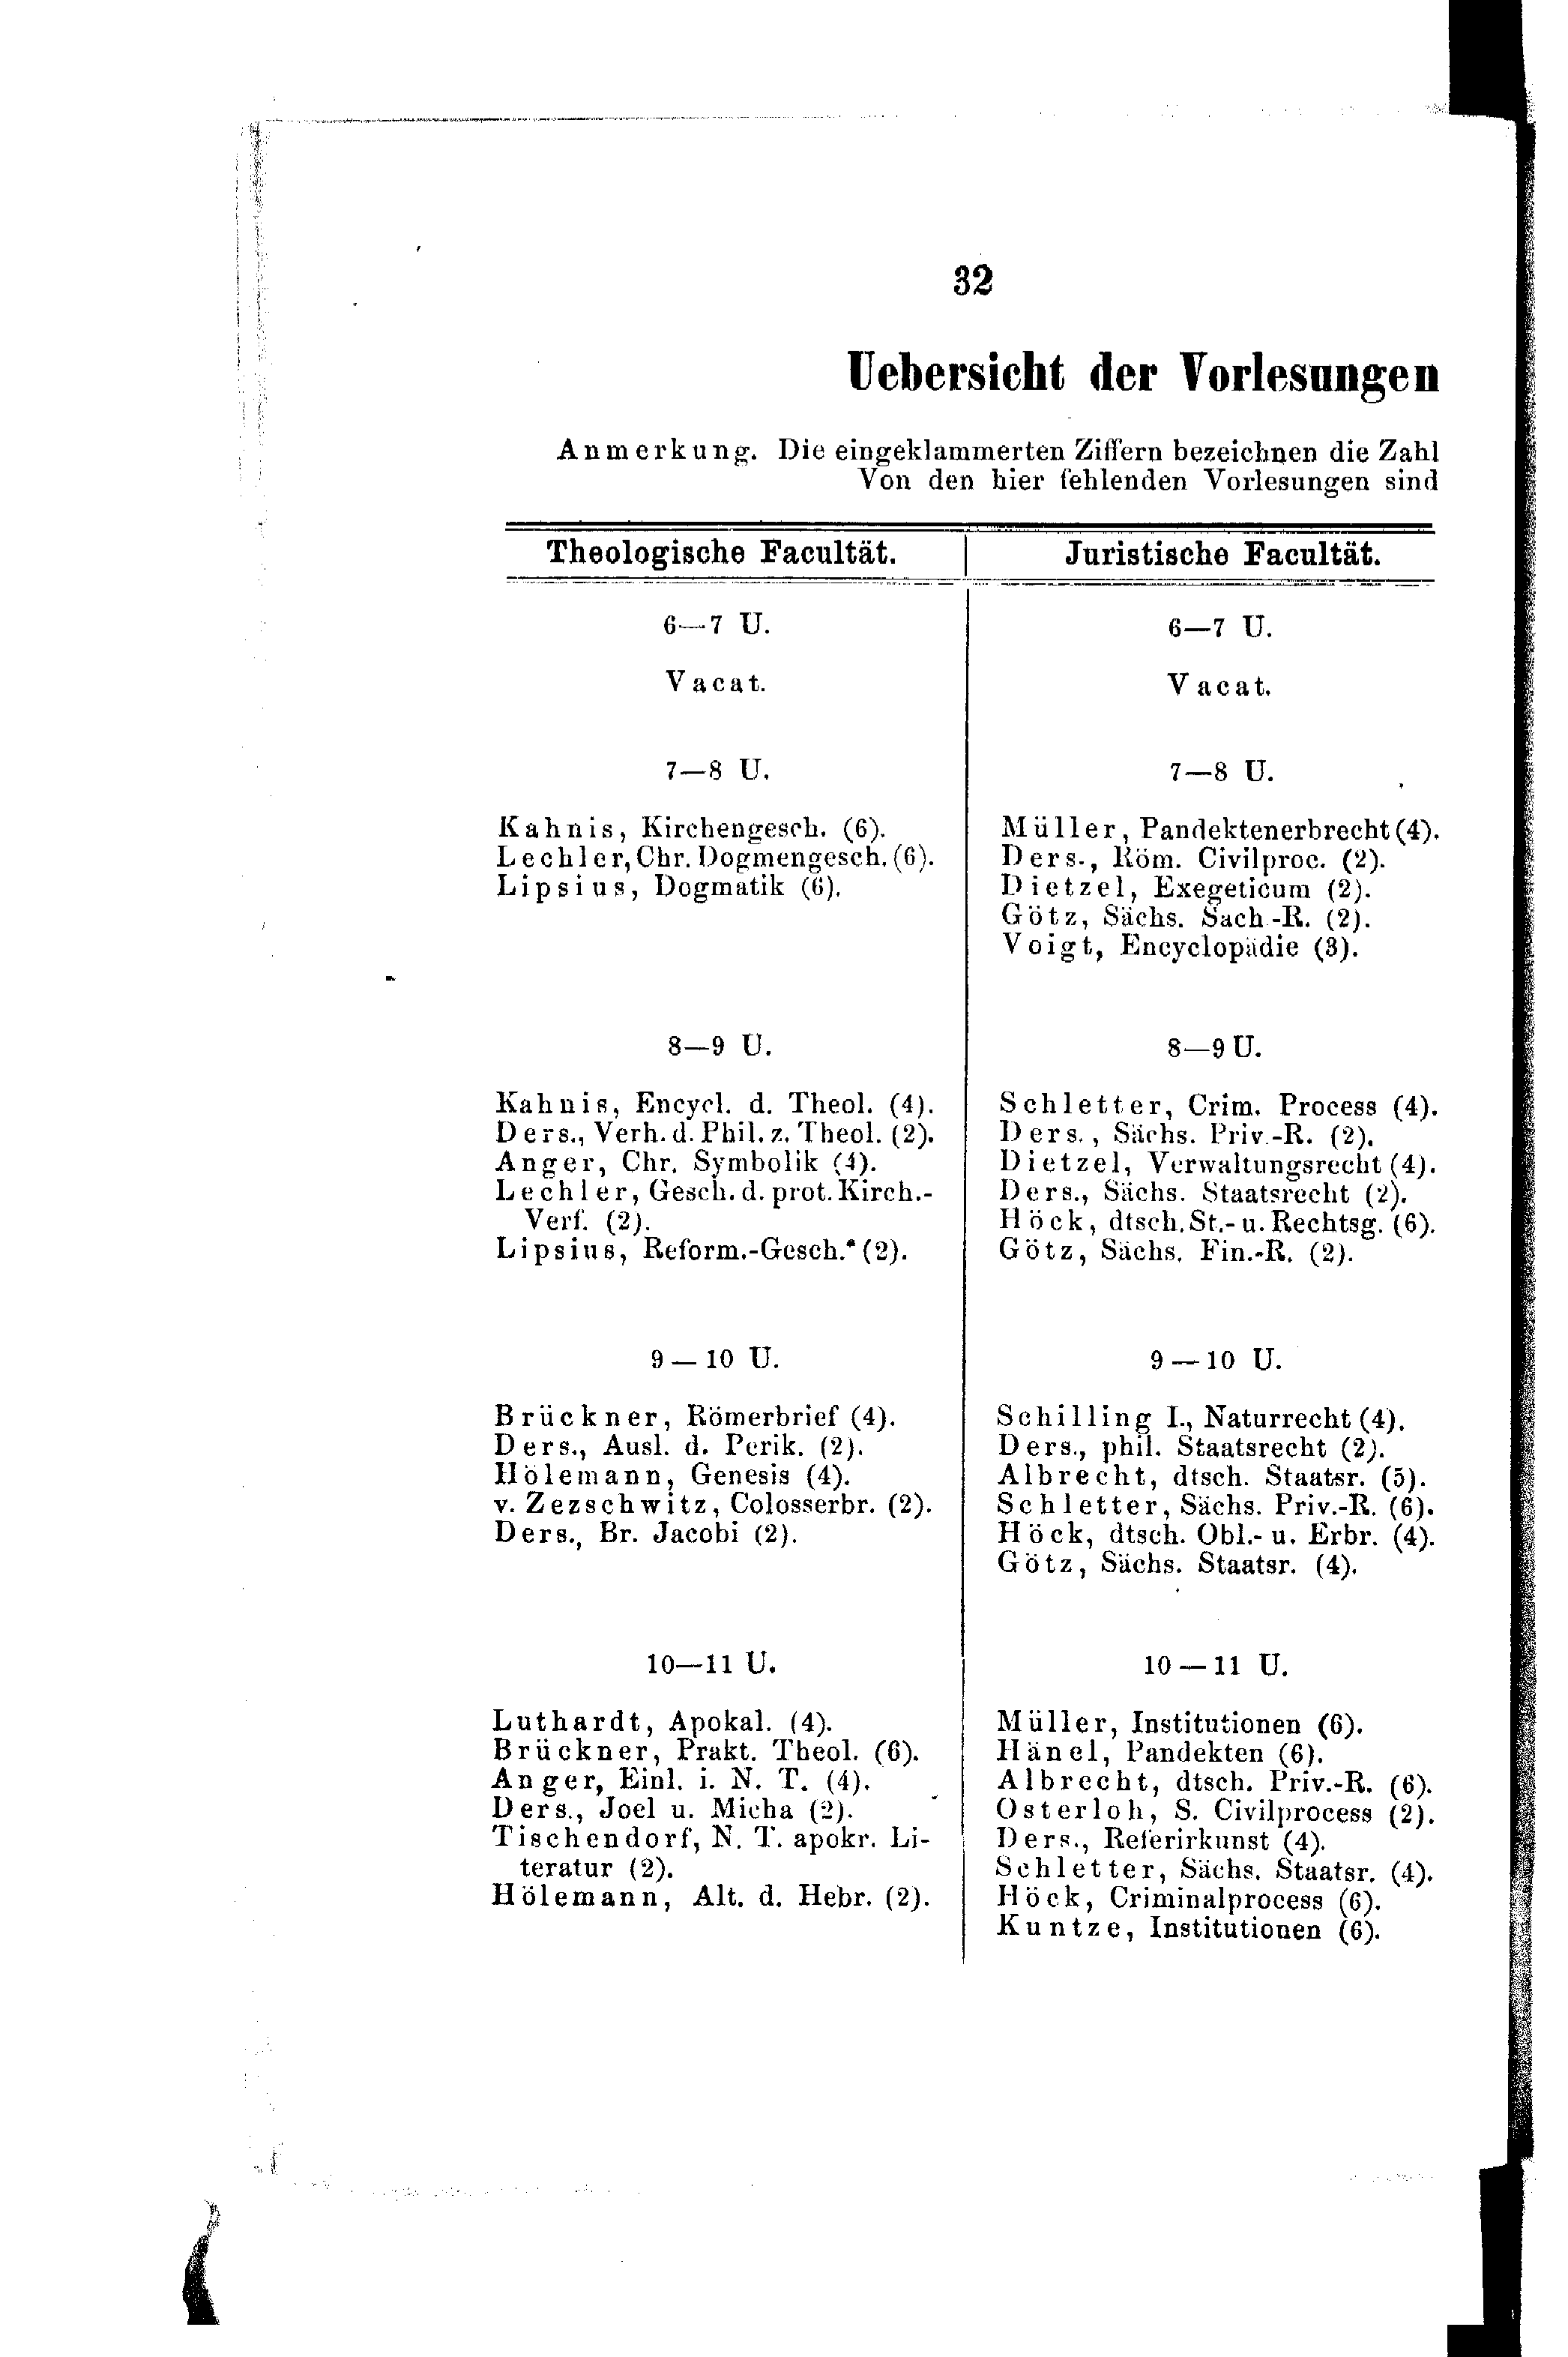 32
Uebersicht der Vorlesungen
Anmerkung. Die eingeklammerten Ziffern bezeichnen die Zahl
Von den hier fehlenden Vorlesungen sind
Theologische Facultät.
6—7 U.
Vacat.
7—8 U.
Kahnis, Kirchengesch. (6).
Lechler, Chr. Dogmengesch. (6).
Lipsius, Dogmatik (6).
8—9 U.
Kahnis, Encycl. d. Theol. (4).
Ders., Verh. d. Phil. z. Theol. (2).
Anger, Chr. Symbolik (4).
Lechler, Gesch. d. prot. Kirch.-
Verf. (2).
Lipsius, Reform.-Gesch. (2).
9—10 U.
Brückner, Römerbrief (4).
Ders., Ausl. d. Perik. (2).
Hölemann, Genesis (4).
v. Zezschwitz, Colosserbr. (2).
Ders., Br. Jacobi (2).
10—11 U.
Luthardt, Apokal. (4).
Brückner, Prakt. Theol. (6).
Anger, Einl. i. N. T. (4).
Ders., Joel u. Micha (2).
Tischendorf, N. T. apokr. Li-
teratur (2).
Hölemann, Alt. d. Hebr. (2).
Juristische Facultät.
6—7 U.
Vacat.
7—8 U.
Müller, Pandektenerbrecht (4).
Ders., Röm. Civilproc. (2).
Dietzel, Exegeticum (2).
Götz, Sächs. Sach.-R. (2).
Voigt, Encyclopädie (3).
8—9 U.
Schletter, Crim. Process (4).
Ders., Sächs. Priv.-R. (2).
Dietzel, Verwaltungsrecht (4).
Ders., Sächs. Staatsrecht (2).
Höck, dtsch. St.- u. Rechtsg. (6).
Götz, Sächs. Fin.-R. (2).
9—10 U.
Schilling I., Naturrecht (4).
Ders., phil. Staatsrecht (2).
Albrecht, dtsch. Staatsr. (5).
Schletter, Sächs. Priv.-R. (6).
Höck, dtsch. Obl.- u. Erbr. (4).
Götz, Sächs. Staatsr. (4).
10—11 U.
Müller, Institutionen (6).
Hänel, Pandekten (6).
Albrecht, dtsch. Priv.-R. (6).
Osterloh, S. Civilprocess (2).
Ders., Referirkunst (4).
Schletter, Sächs. Staatsr. (4).
Höck, Criminalprocess (6).
Kuntze, Institutionen (6).